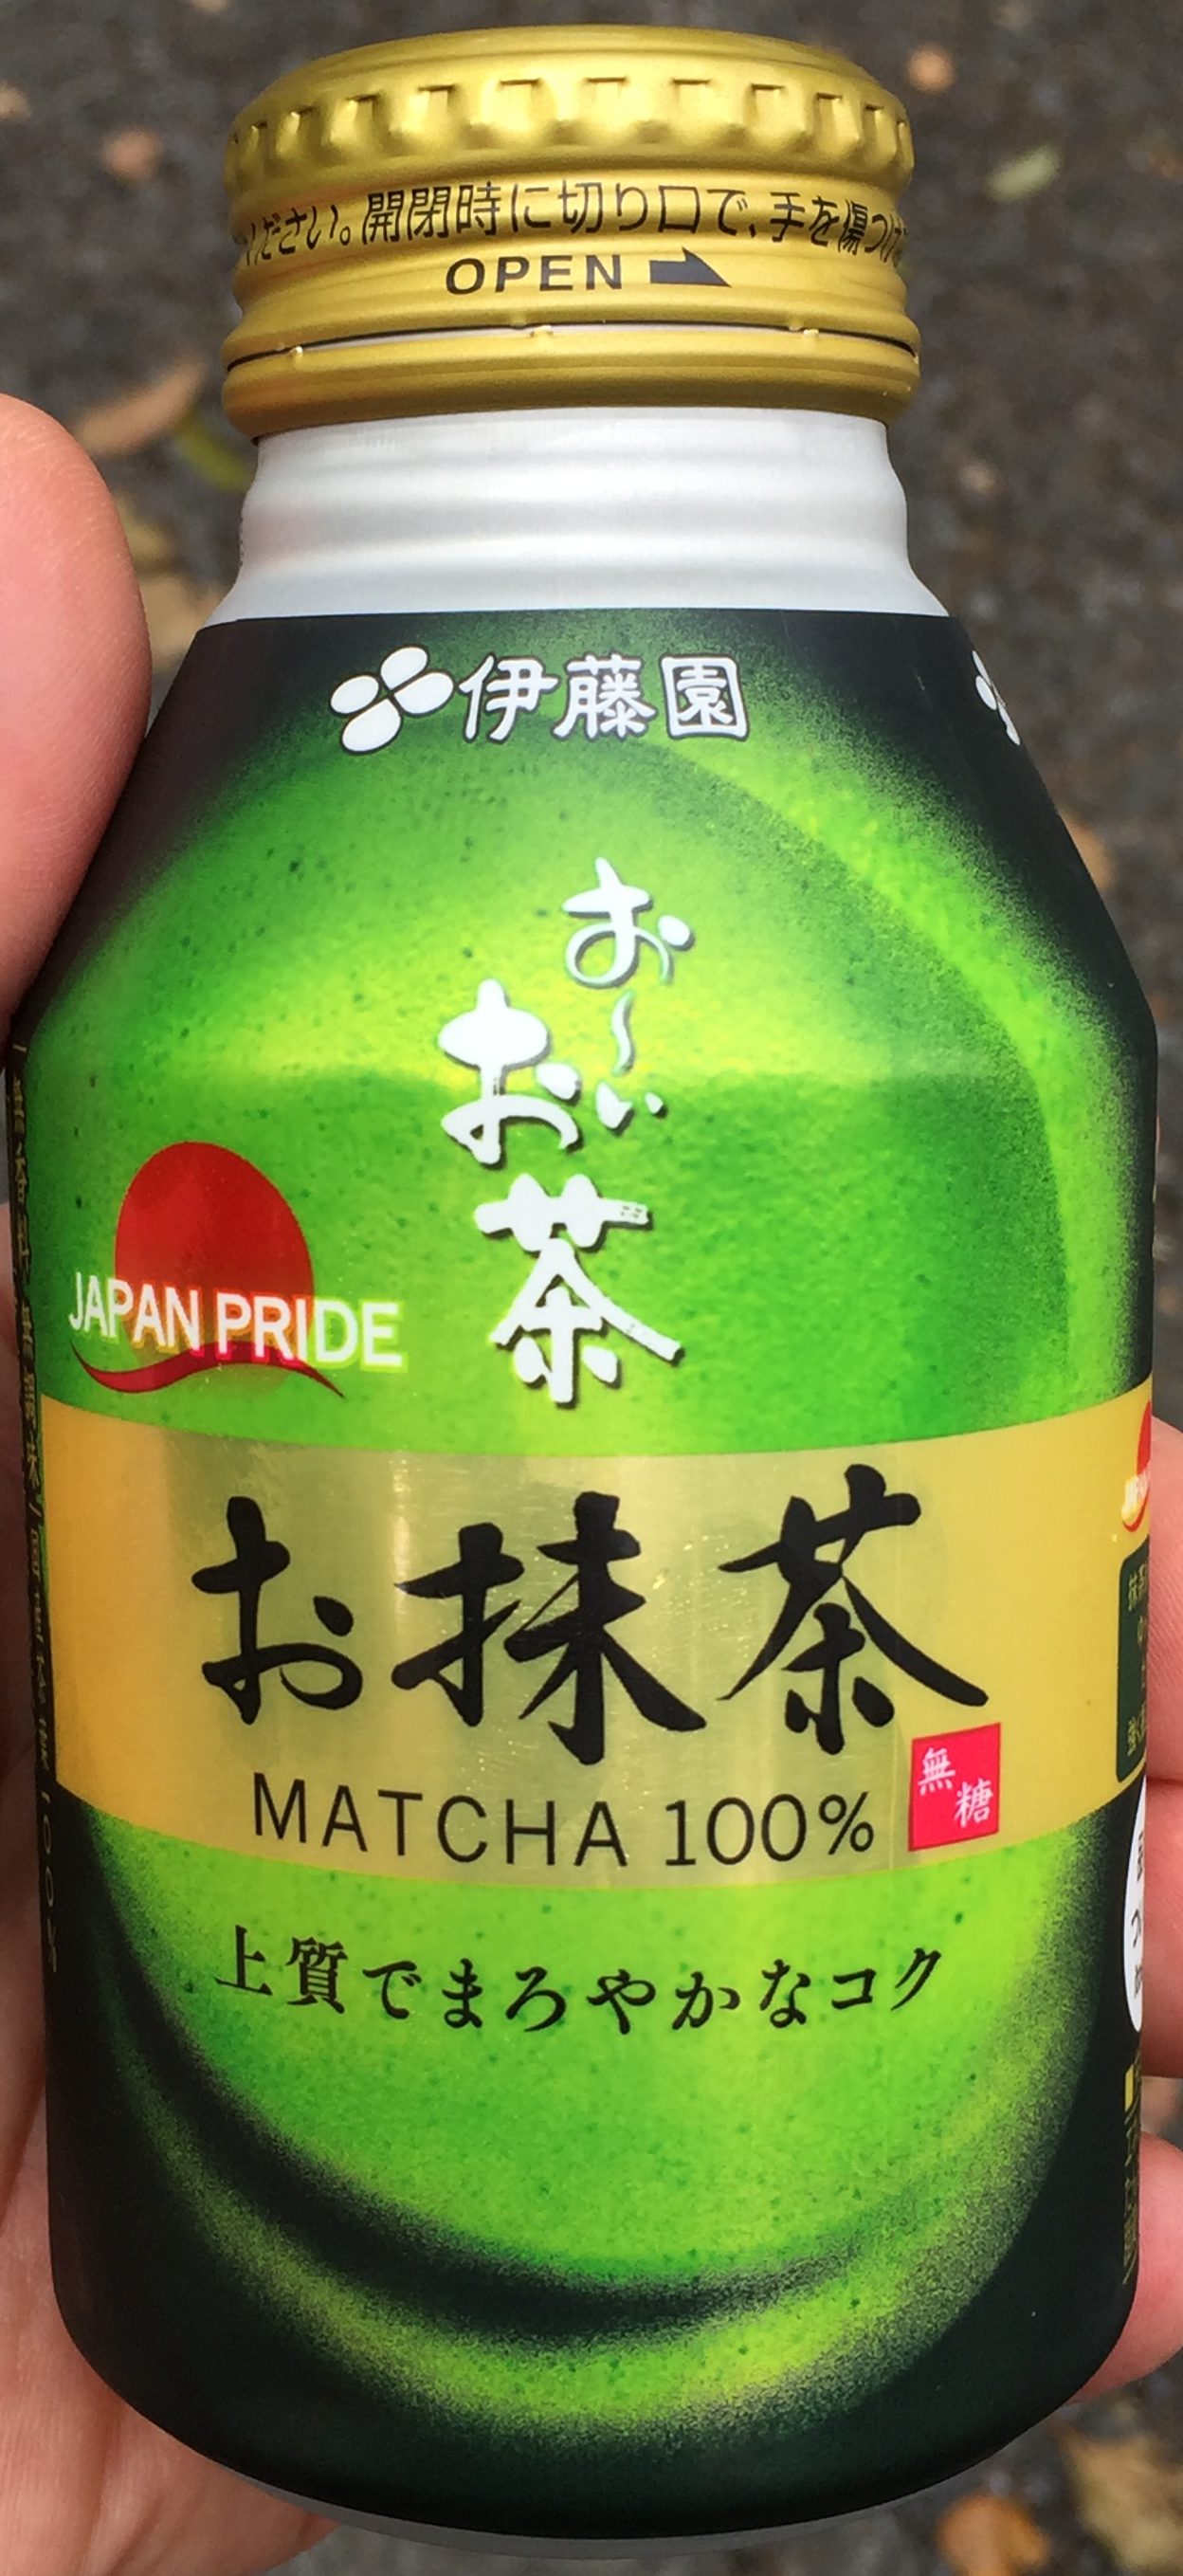 ださい。開閉時に切り口で、手を傷つけ
OPEN
伊藤園
お〜い
お茶
JAPAN PRIDE
お抹茶
MATCHA 100%
無糖
上質でまろやかなコク